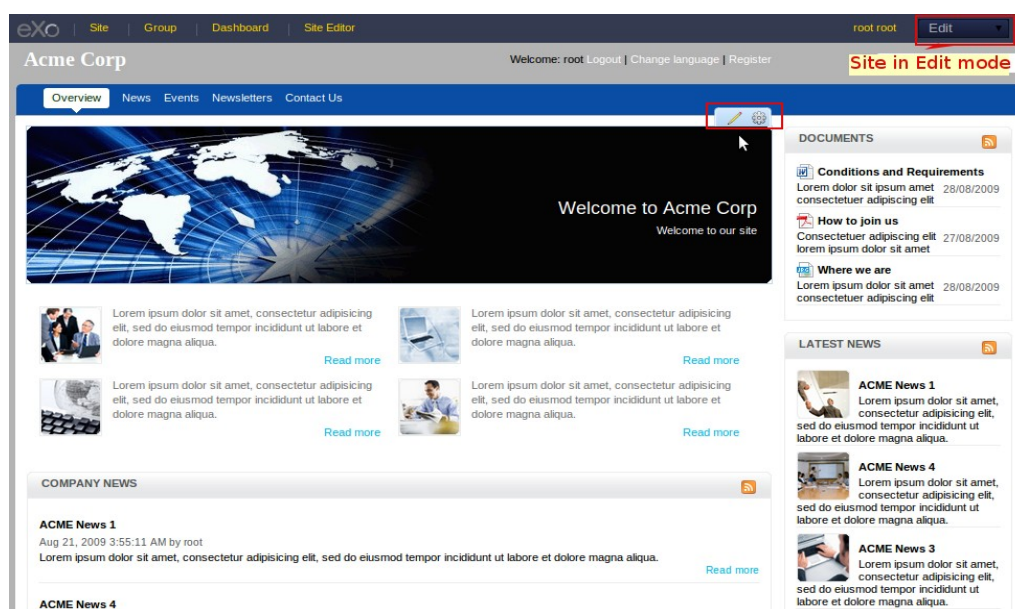 eXo | Site | Group | Dashboard | Site Editor
root root
Edit
Site in Edit mode
Acme Corp
Welcome: root Logout | Change language | Register
Overview News Events Newsletters Contact Us
Welcome to Acme Corp
Welcome to our site
Lorem ipsum dolor sit amet, consectetur adipisicing
elit, sed do eiusmod tempor incididunt ut labore et
dolore magna aliqua.
Read more
Lorem ipsum dolor sit amet, consectetur adipisicing
elit, sed do eiusmod tempor incididunt ut labore et
dolore magna aliqua.
Read more
Lorem ipsum dolor sit amet, consectetur adipisicing
elit, sed do eiusmod tempor incididunt ut labore et
dolore magna aliqua.
Read more
Lorem ipsum dolor sit amet, consectetur adipisicing
elit, sed do eiusmod tempor incididunt ut labore et
dolore magna aliqua.
Read more
COMPANY NEWS
ACME News 1
Aug 21, 2009 3:55:11 AM by root
Lorem ipsum dolor sit amet, consectetur adipisicing elit, sed do eiusmod tempor incididunt ut labore et dolore magna aliqua.
Read more
ACME News 4
DOCUMENTS
Conditions and Requirements
Lorem dolor sit ipsum amet 28/08/2009
consectetuer adipiscing elit
How to join us
Consectetuer adipiscing elit 27/08/2009
lorem ipsum dolor sit amet
Where we are
Lorem ipsum dolor sit amet 28/08/2009
consectetuer adipiscing elit
LATEST NEWS
ACME News 1
Lorem ipsum dolor sit amet,
consectetur adipisicing elit,
sed do eiusmod tempor incididunt ut
labore et dolore magna aliqua.
ACME News 4
Lorem ipsum dolor sit amet,
consectetur adipisicing elit,
sed do eiusmod tempor incididunt ut
labore et dolore magna aliqua.
ACME News 3
Lorem ipsum dolor sit amet,
consectetur adipisicing elit,
sed do eiusmod tempor incididunt ut
labore et dolore magna aliqua.